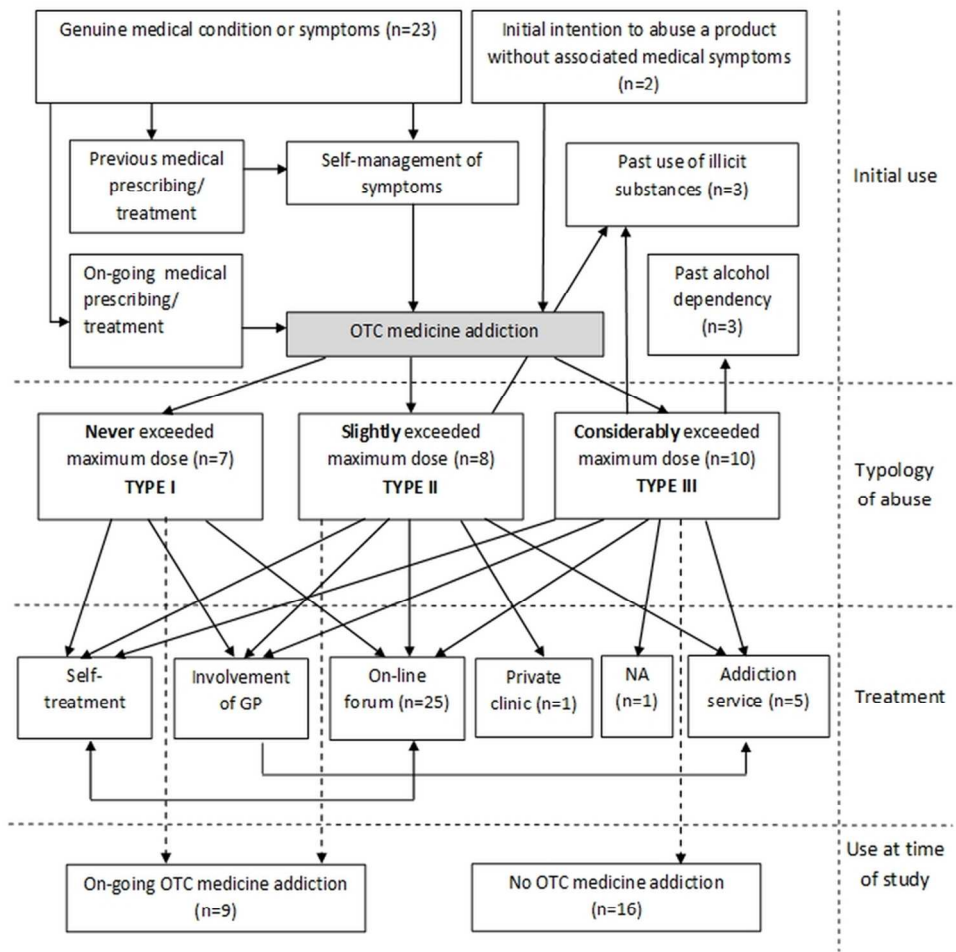 Genuine medical condition or symptoms (n=23)
Initial intention to abuse a product
without associated medical symptoms
(n=2)
Previous medical
prescribing/
treatment
Self-management of
symptoms
Past use of illicit
substances (n=3)
Initial use
On-going medical
prescribing/
treatment
Past alcohol
dependency
(n=3)
OTC medicine addiction
Never exceeded
maximum dose (n=7)
TYPE I
Slightly exceeded
maximum dose (n=8)
TYPE II
Considerably exceeded
maximum dose (n=10)
TYPE III
Typology
of abuse
Self-
treatment
Involvement
of GP
On-line
forum (n=25)
Private
clinic (n=1)
NA
(n=1)
Addiction
service (n=5)
Treatment
On-going OTC medicine addiction
(n=9)
No OTC medicine addiction
(n=16)
Use at time
of study